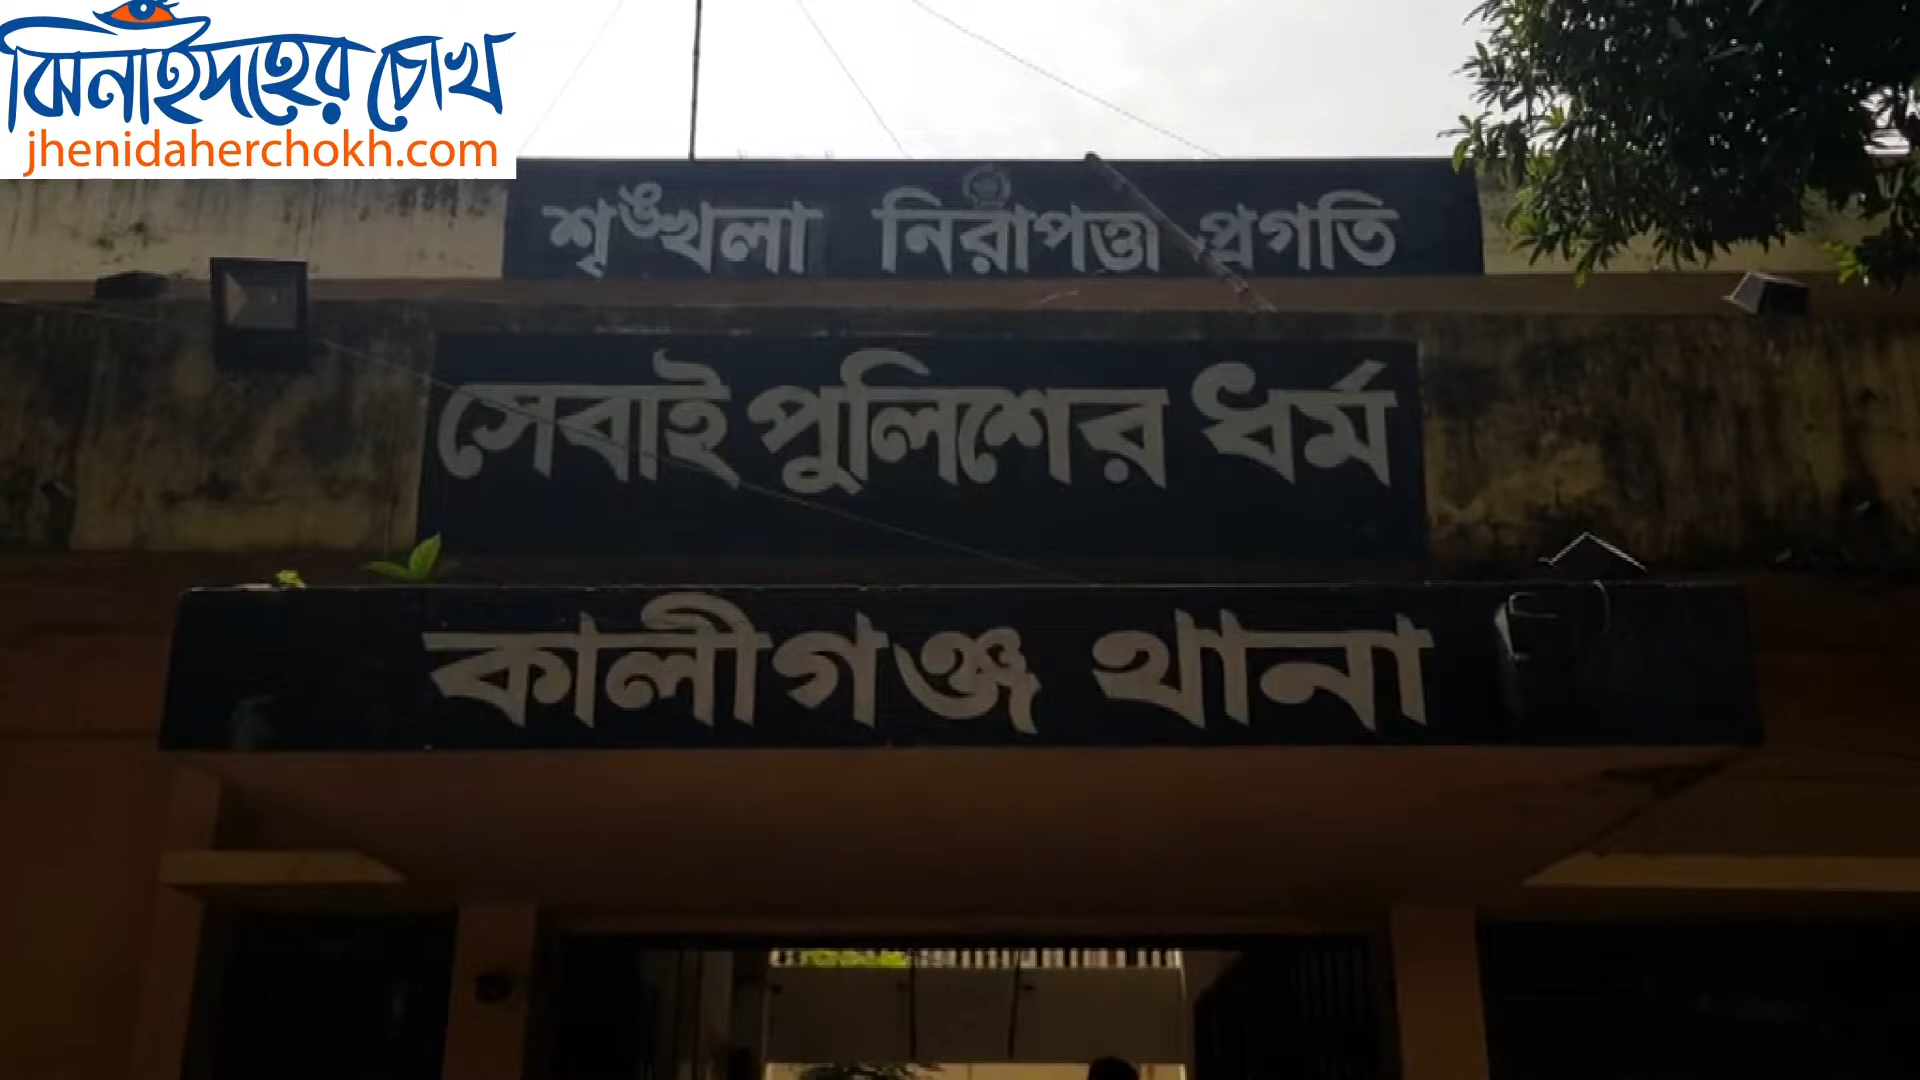 ঝিনাইদহের চোখ
jhenidaherchokh.com
শৃঙ্খলা নিরাপত্তা প্রগতি
সেবাই পুলিশের ধর্ম
কালীগঞ্জ থানা